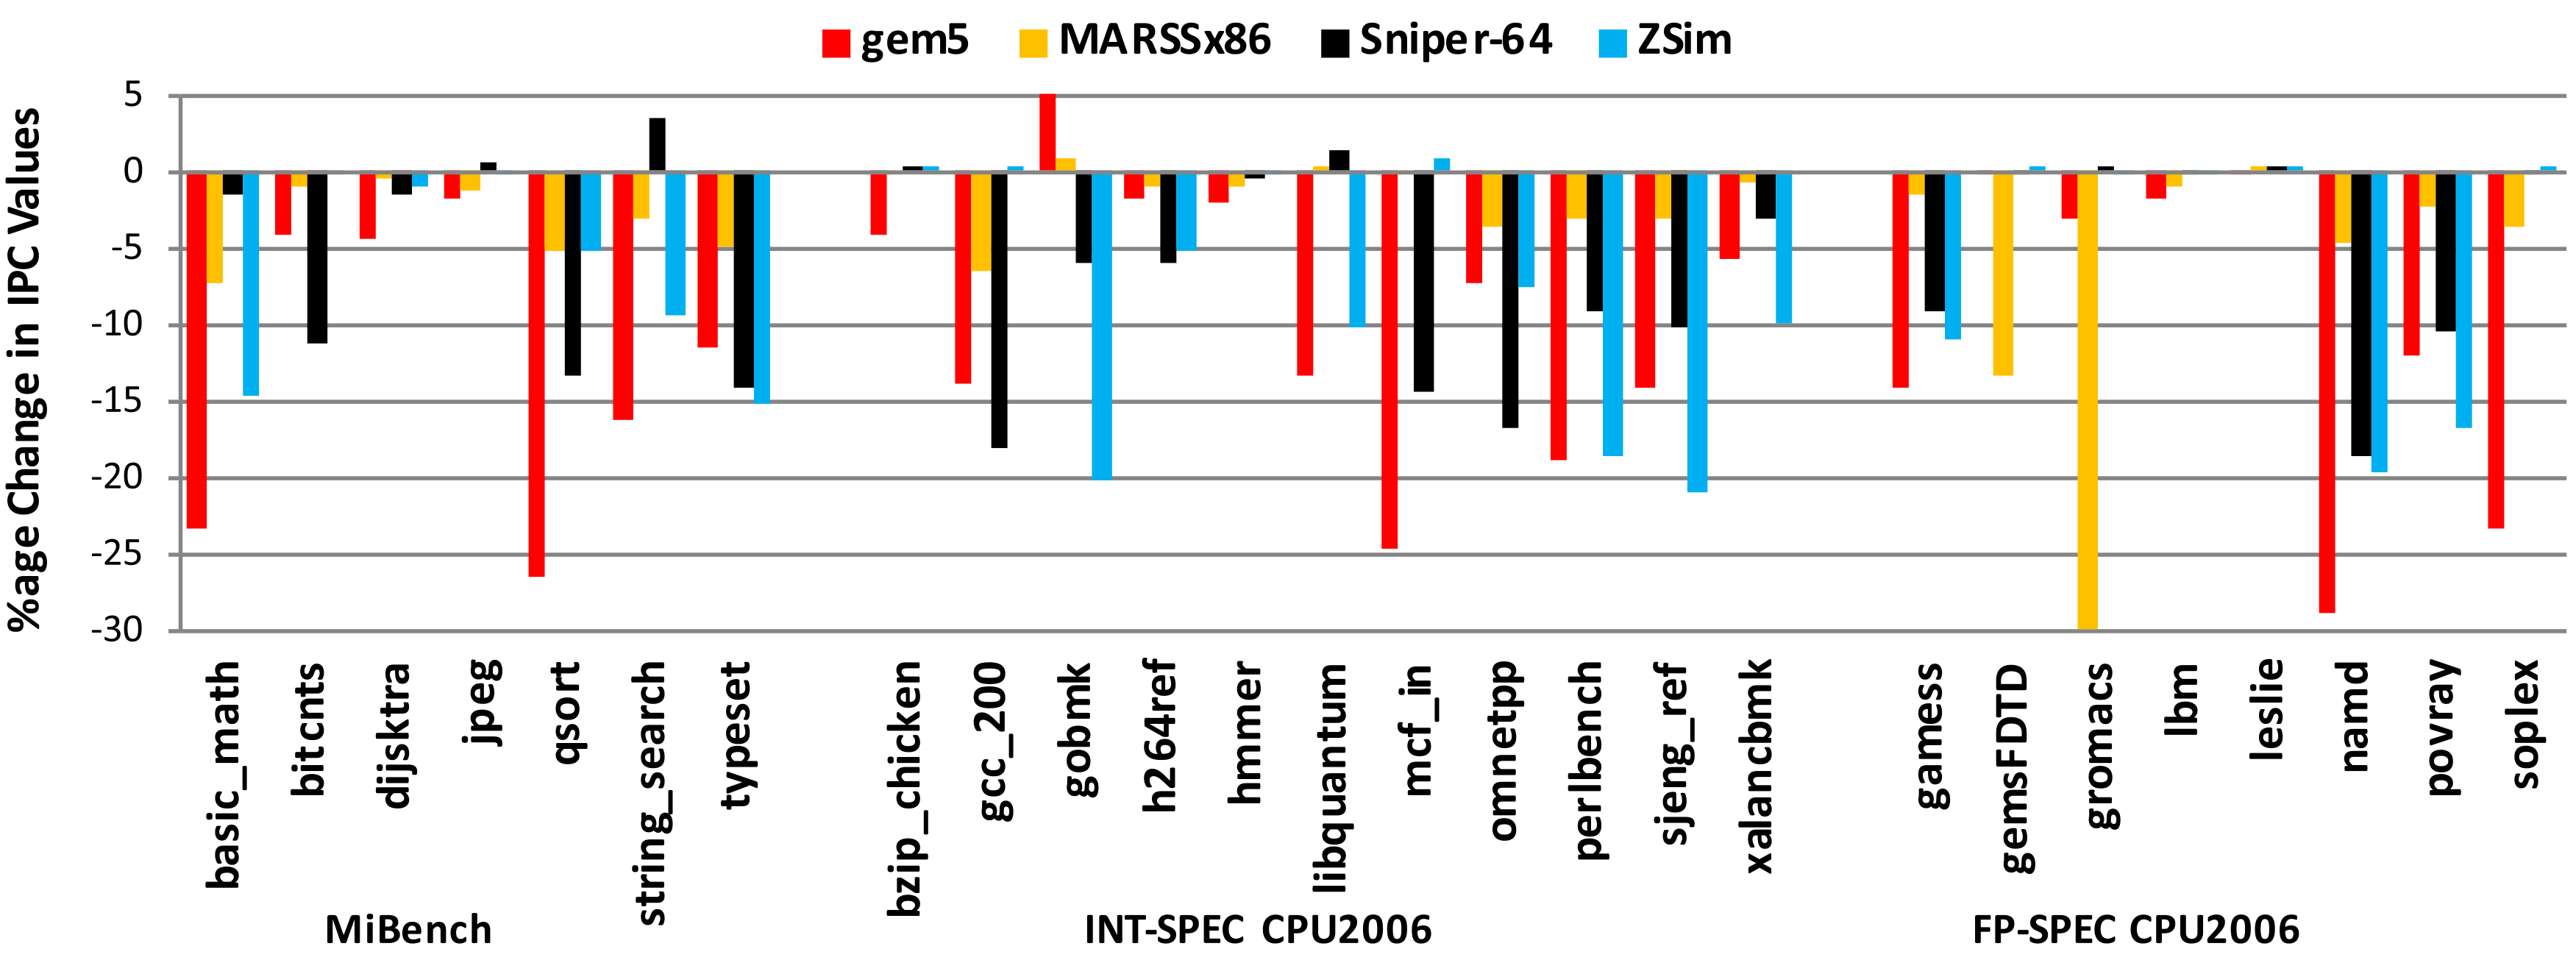 gem5 MARSSx86 Sniper-64 ZSim
%age Change in IPC Values
5
0
-5
-10
-15
-20
-25
-30
basic_math
bitcnts
dijsktra
jpeg
qsort
string_search
typeset
bzip_chicken
gcc_200
gobmk
h264ref
hmmer
libquantum
mcf_in
omnetpp
perlbench
sjeng_ref
xalancbmk
gamess
gemsFDTD
gromacs
lbm
leslie
namd
povray
soplex
MiBench
INT-SPEC CPU2006
FP-SPEC CPU2006